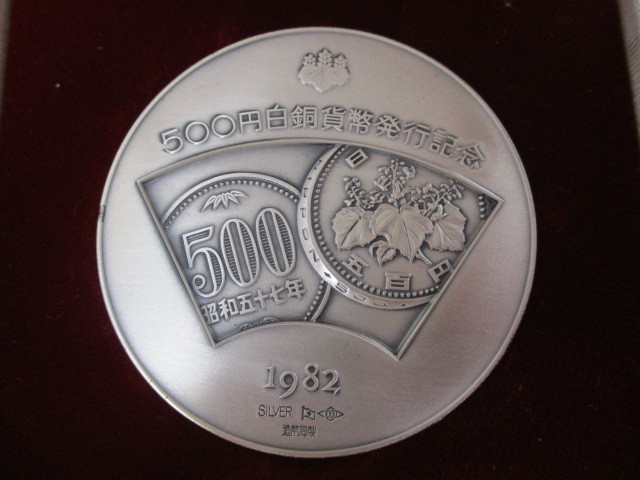 500円白銅貨幣発行記念
日
500
五百円
昭和五十七年
1982
SILVER
造幣局製